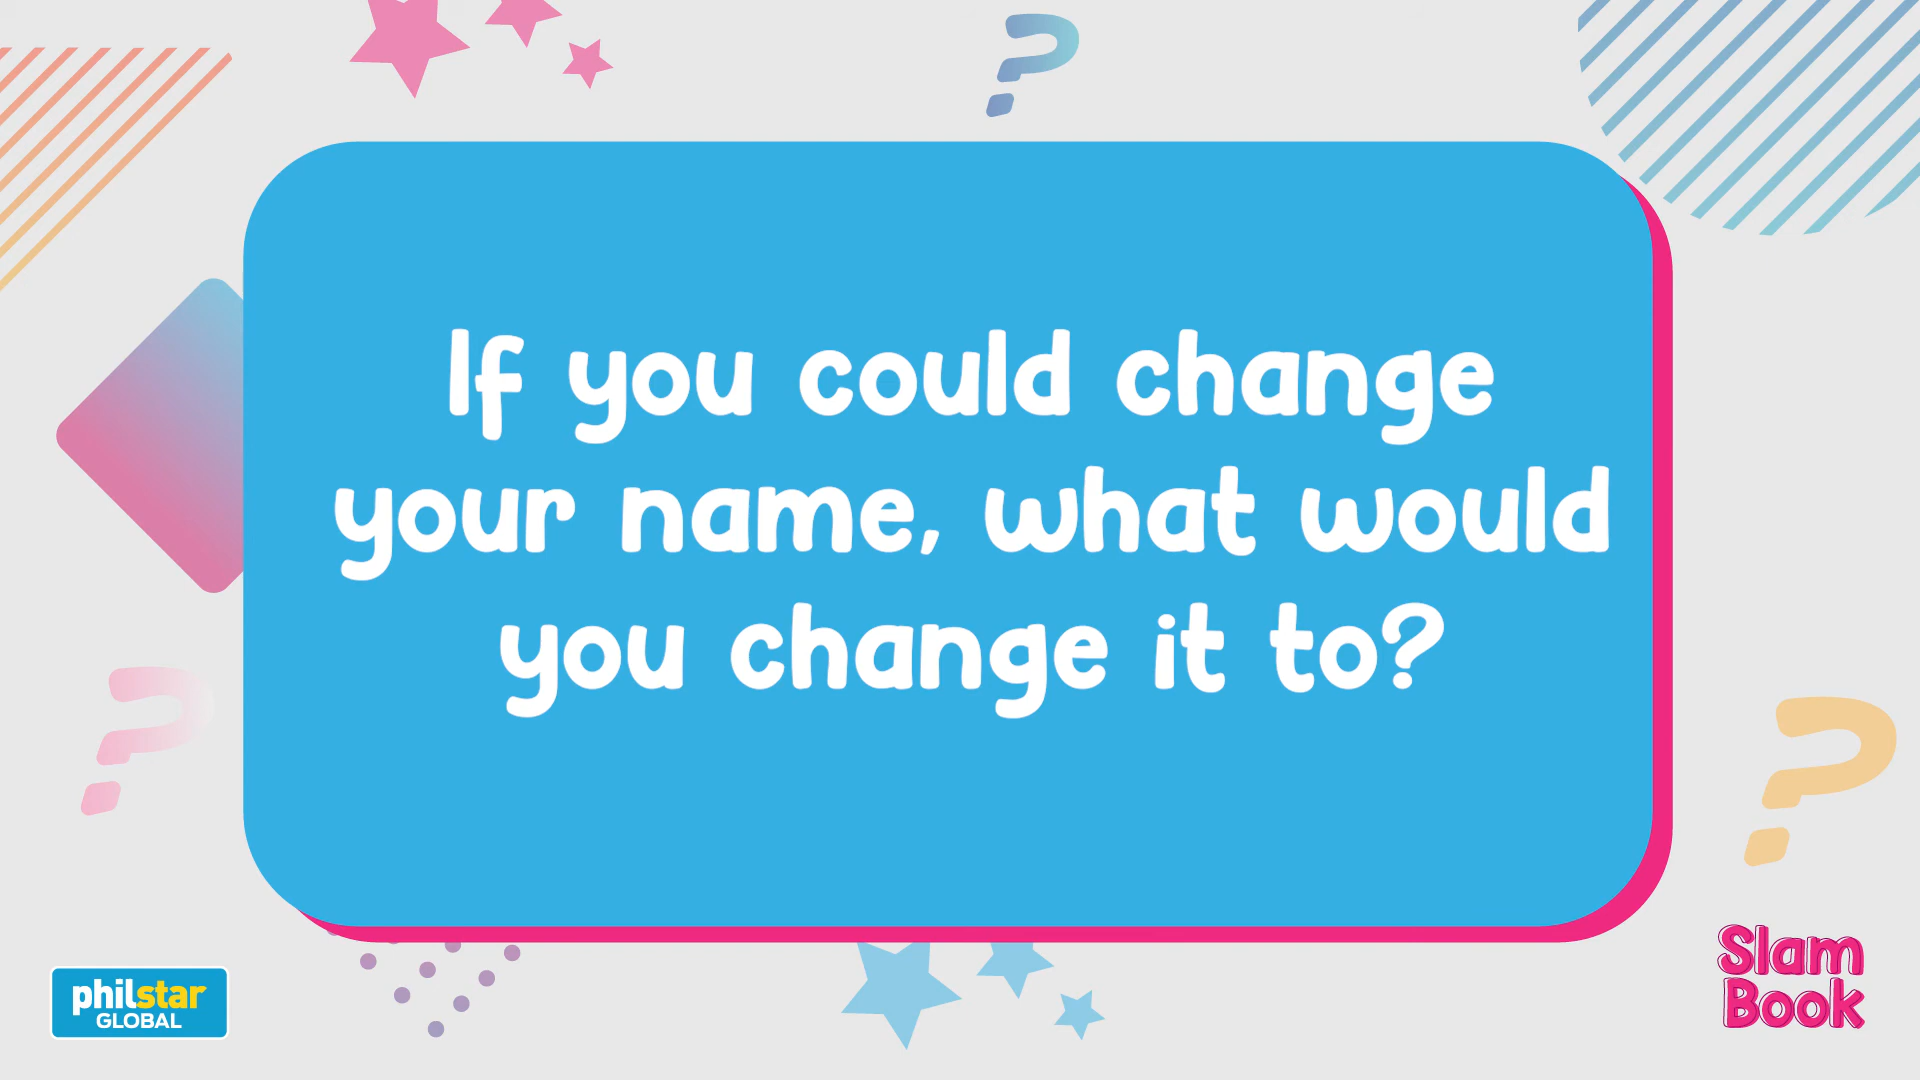 If you could change
your name, what would
you change it to?
philstar
GLOBAL
Slam
Book